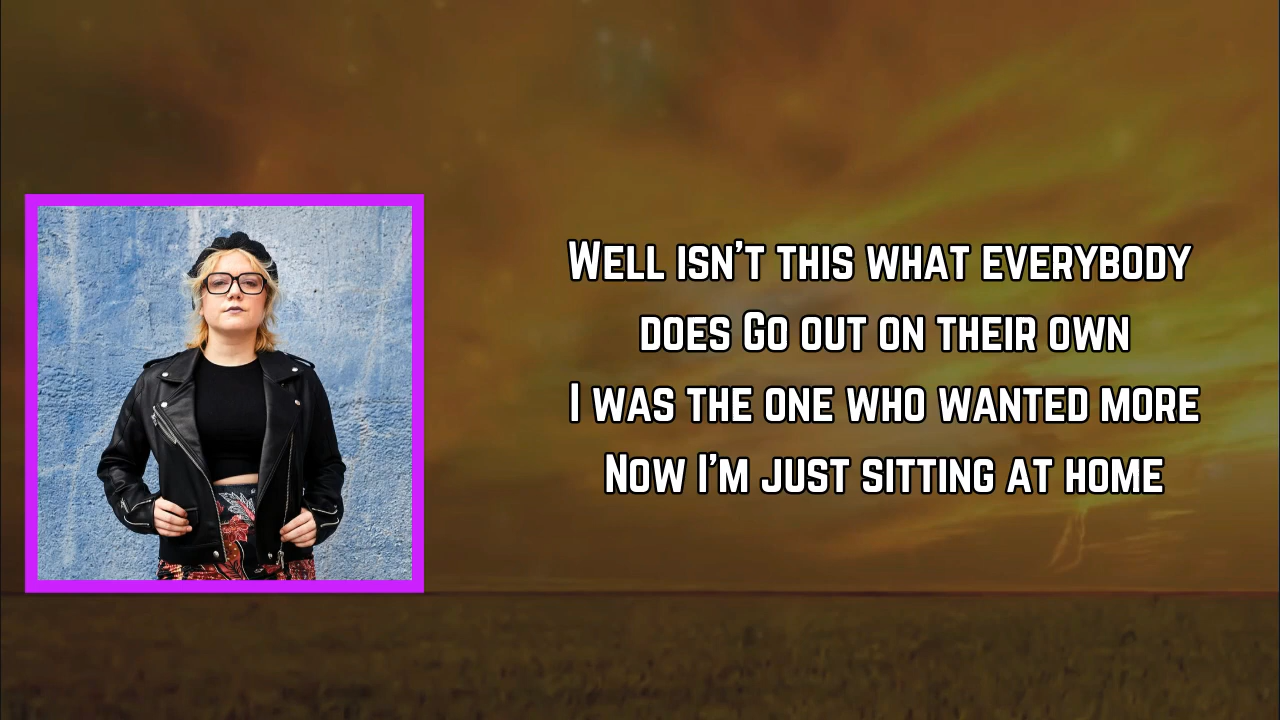 Well isn't this what everybody
does Go out on their own
I was the one who wanted more
Now I'm just sitting at home